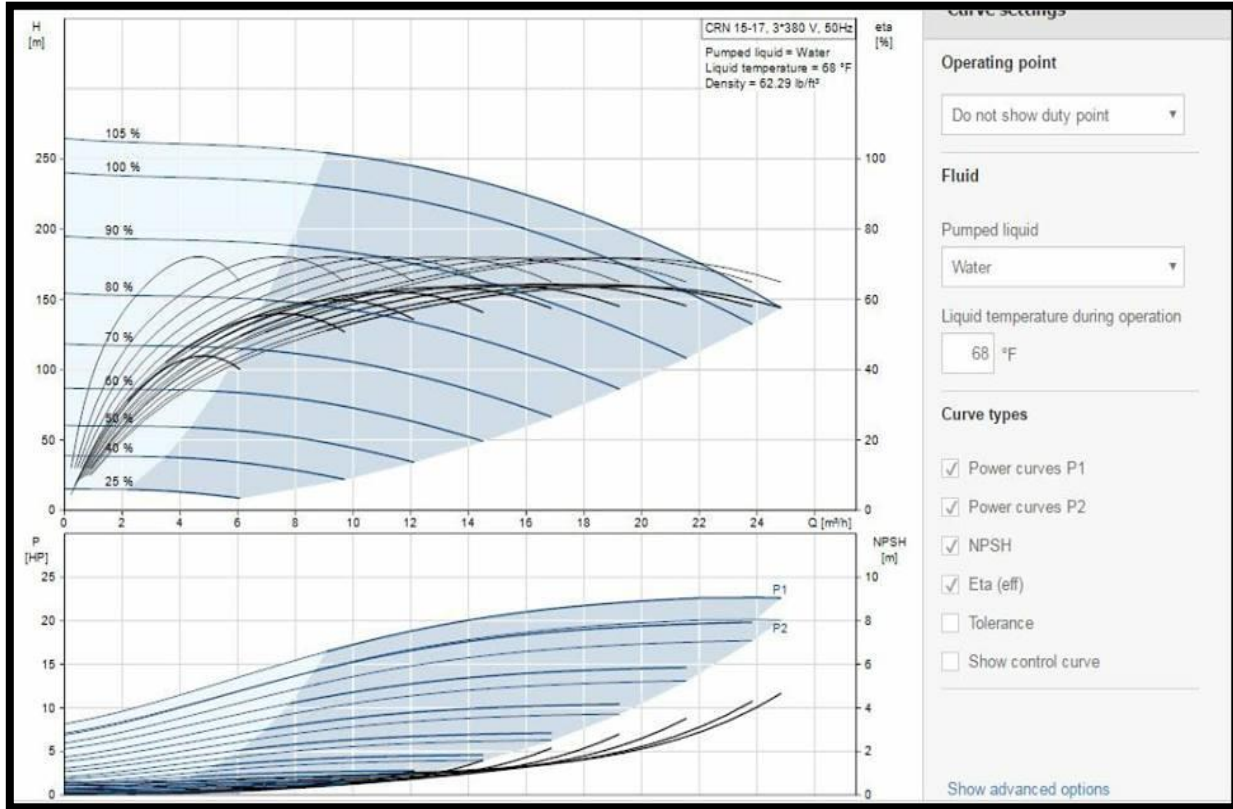 Curve settings
H
[m]
CRN 15-17, 3*380 V, 50Hz
eta
[%]
Pumped liquid = Water
Liquid temperature = 68 °F
Density = 62.29 lb/ft³
105 %
100 %
90 %
80 %
70 %
60 %
50 %
40 %
25 %
250
200
150
100
50
0
100
80
60
40
20
0
0 2 4 6 8 10 12 14 16 18 20 22 24 Q [m³/h]
P
[HP]
NPSH
[m]
25
20
15
10
5
0
P1
P2
10
8
6
4
2
0
Operating point
Do not show duty point
Fluid
Pumped liquid
Water
Liquid temperature during operation
68 °F
Curve types
Power curves P1
Power curves P2
NPSH
Eta (eff)
Tolerance
Show control curve
Show advanced options